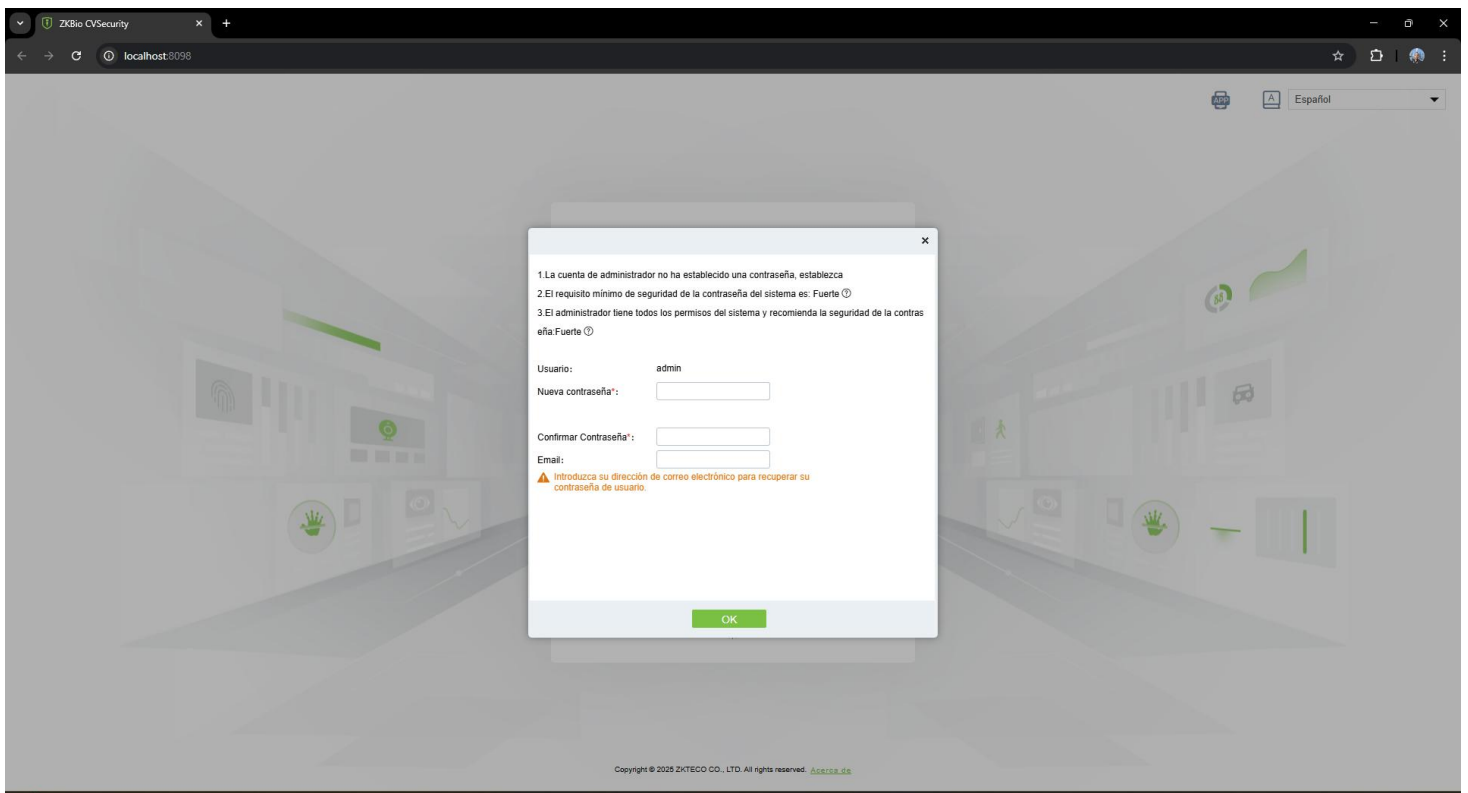 ZKBio CVSecurity
localhost:8098
APP
A
Español
1.La cuenta de administrador no ha establecido una contraseña, establezca
2.El requisito mínimo de seguridad de la contraseña del sistema es: Fuerte ?
3.El administrador tiene todos los permisos del sistema y recomienda la seguridad de la contras
eña:Fuerte ?
Usuario: admin
Nueva contraseña*:
Confirmar Contraseña*:
Email:
Introduzca su dirección de correo electrónico para recuperar su
contraseña de usuario.
OK
Copyright © 2025 ZKTECO CO., LTD. All rights reserved. Acerca de